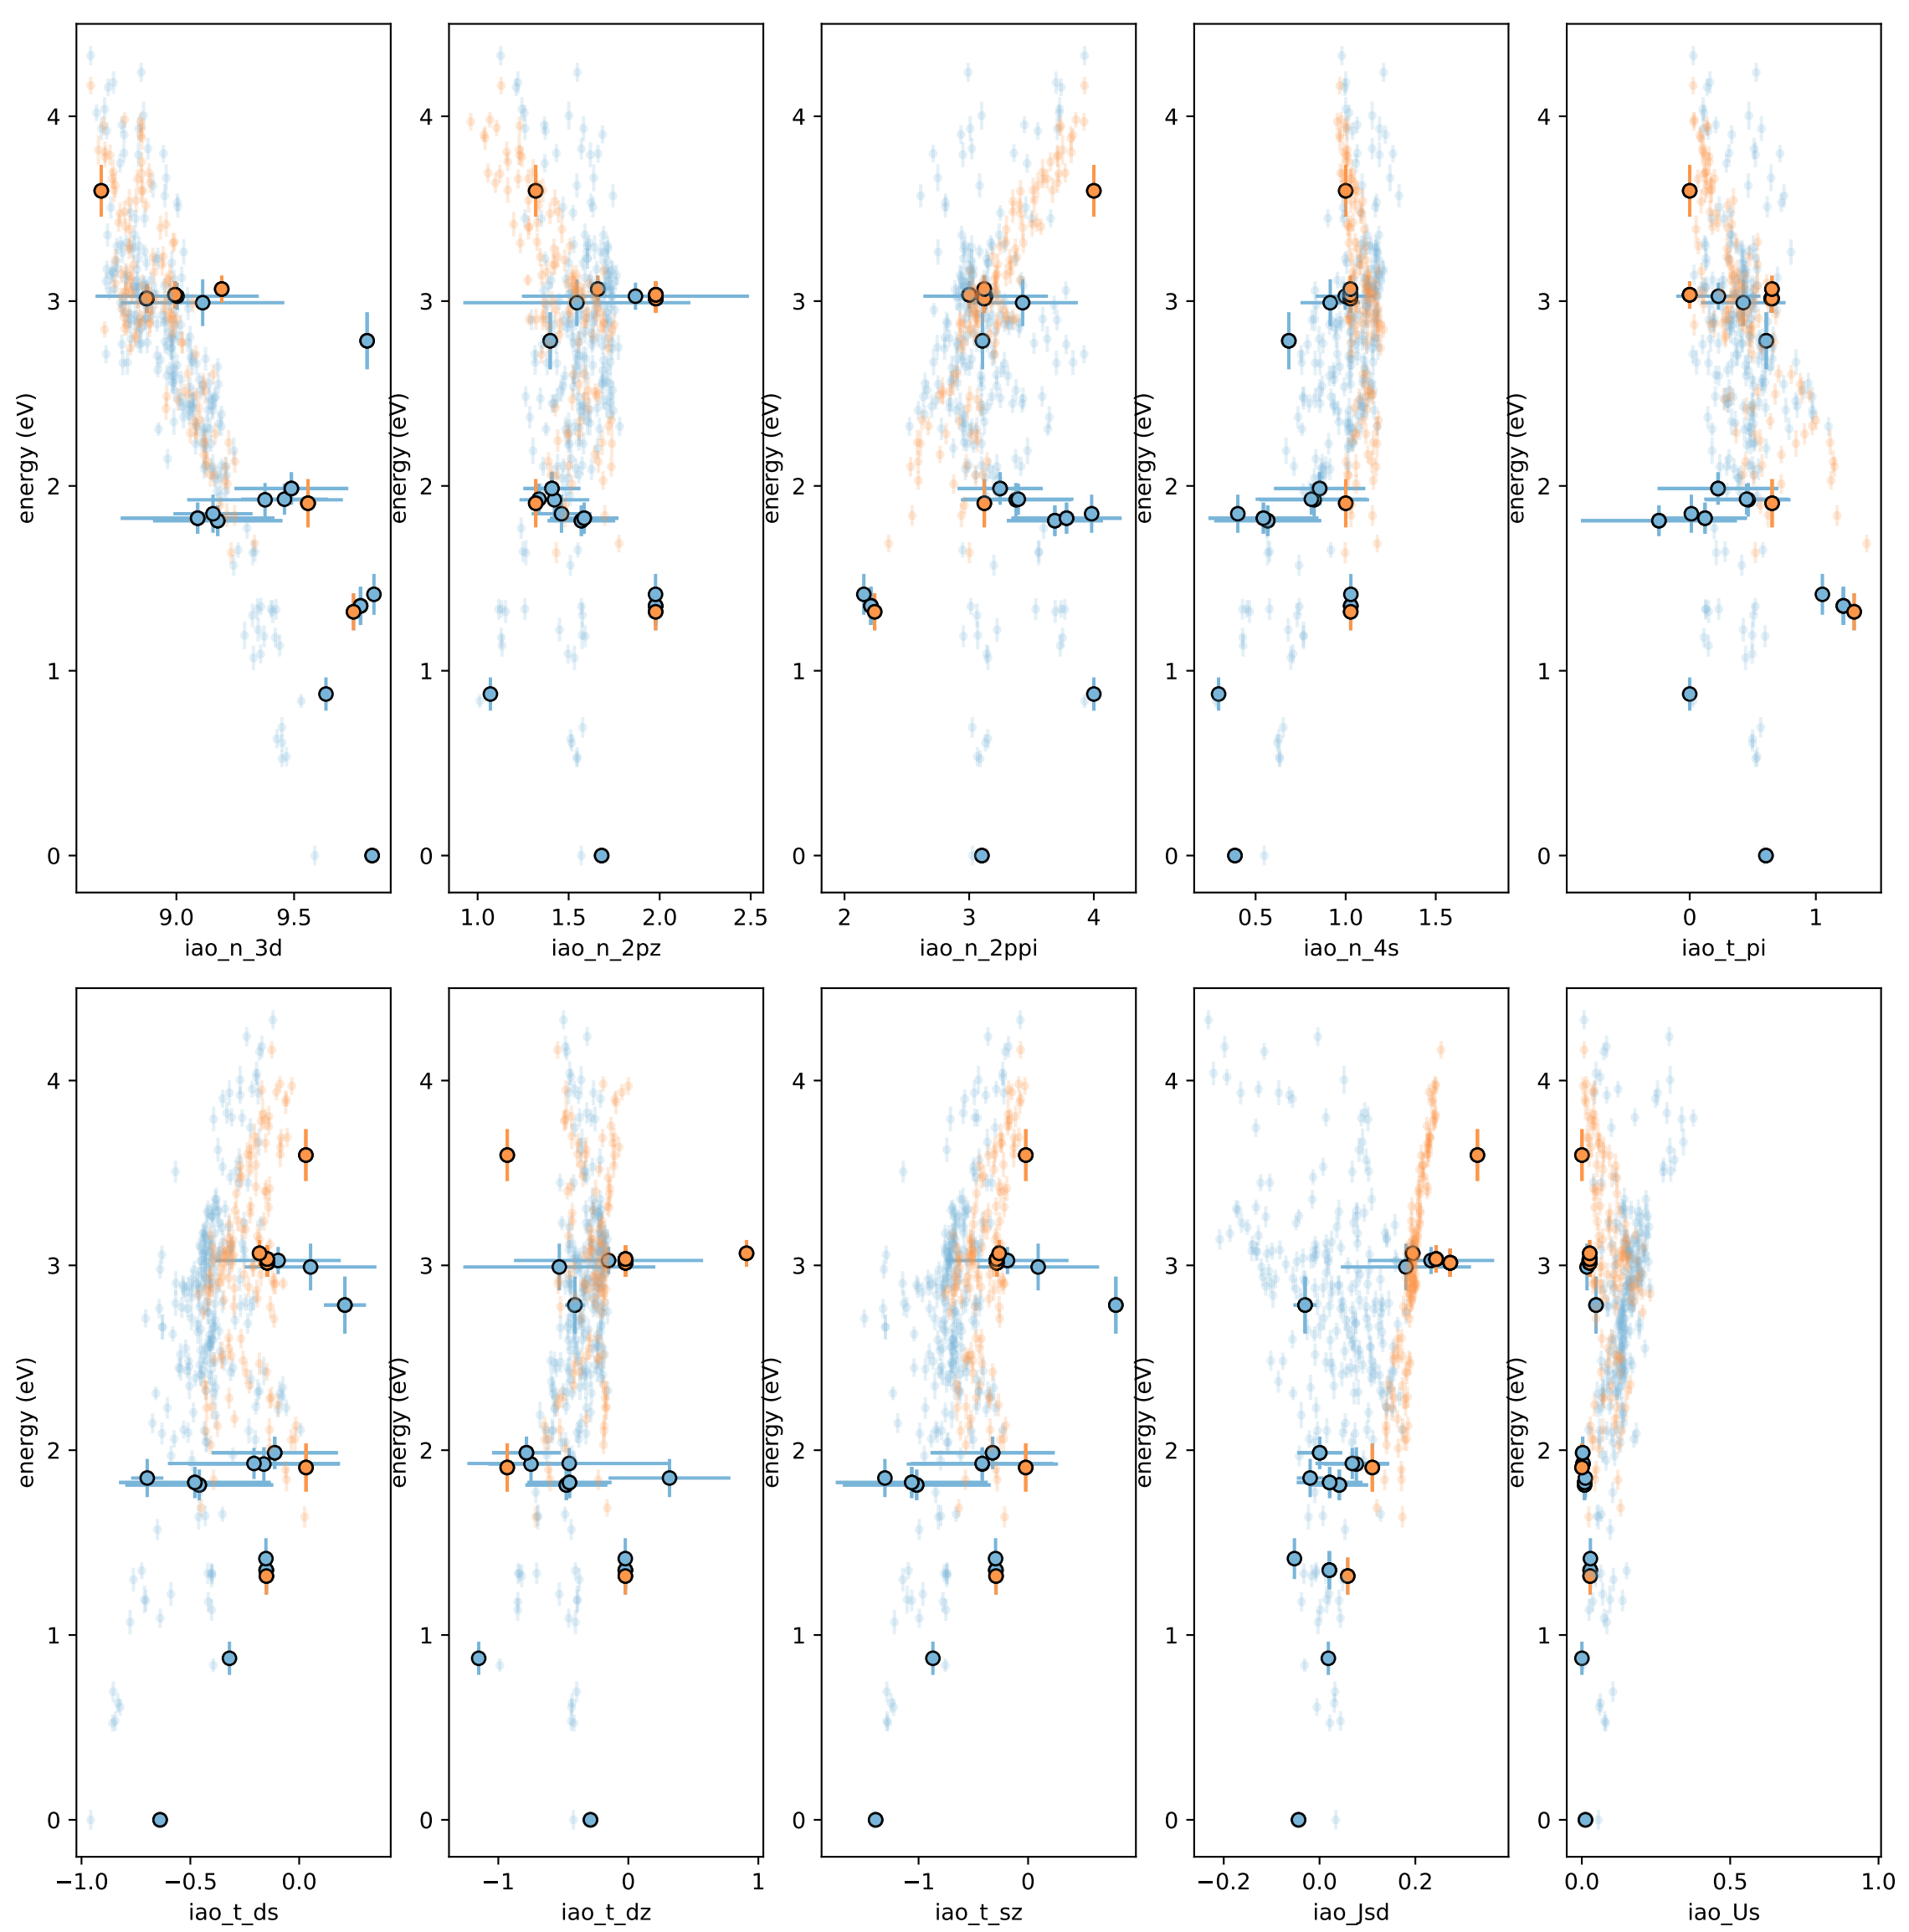 4
3
2
1
0
energy (eV)
9.0 9.5
iao_n_3d
4
3
2
1
0
energy (eV)
1.0 1.5 2.0 2.5
iao_n_2pz
4
3
2
1
0
energy (eV)
2 3 4
iao_n_2ppi
4
3
2
1
0
energy (eV)
0.5 1.0 1.5
iao_n_4s
4
3
2
1
0
energy (eV)
0 1
iao_t_pi
4
3
2
1
0
energy (eV)
−1.0 −0.5 0.0
iao_t_ds
4
3
2
1
0
energy (eV)
−1 0 1
iao_t_dz
4
3
2
1
0
energy (eV)
−1 0
iao_t_sz
4
3
2
1
0
energy (eV)
−0.2 0.0 0.2
iao_Jsd
4
3
2
1
0
energy (eV)
0.0 0.5 1.0
iao_Us